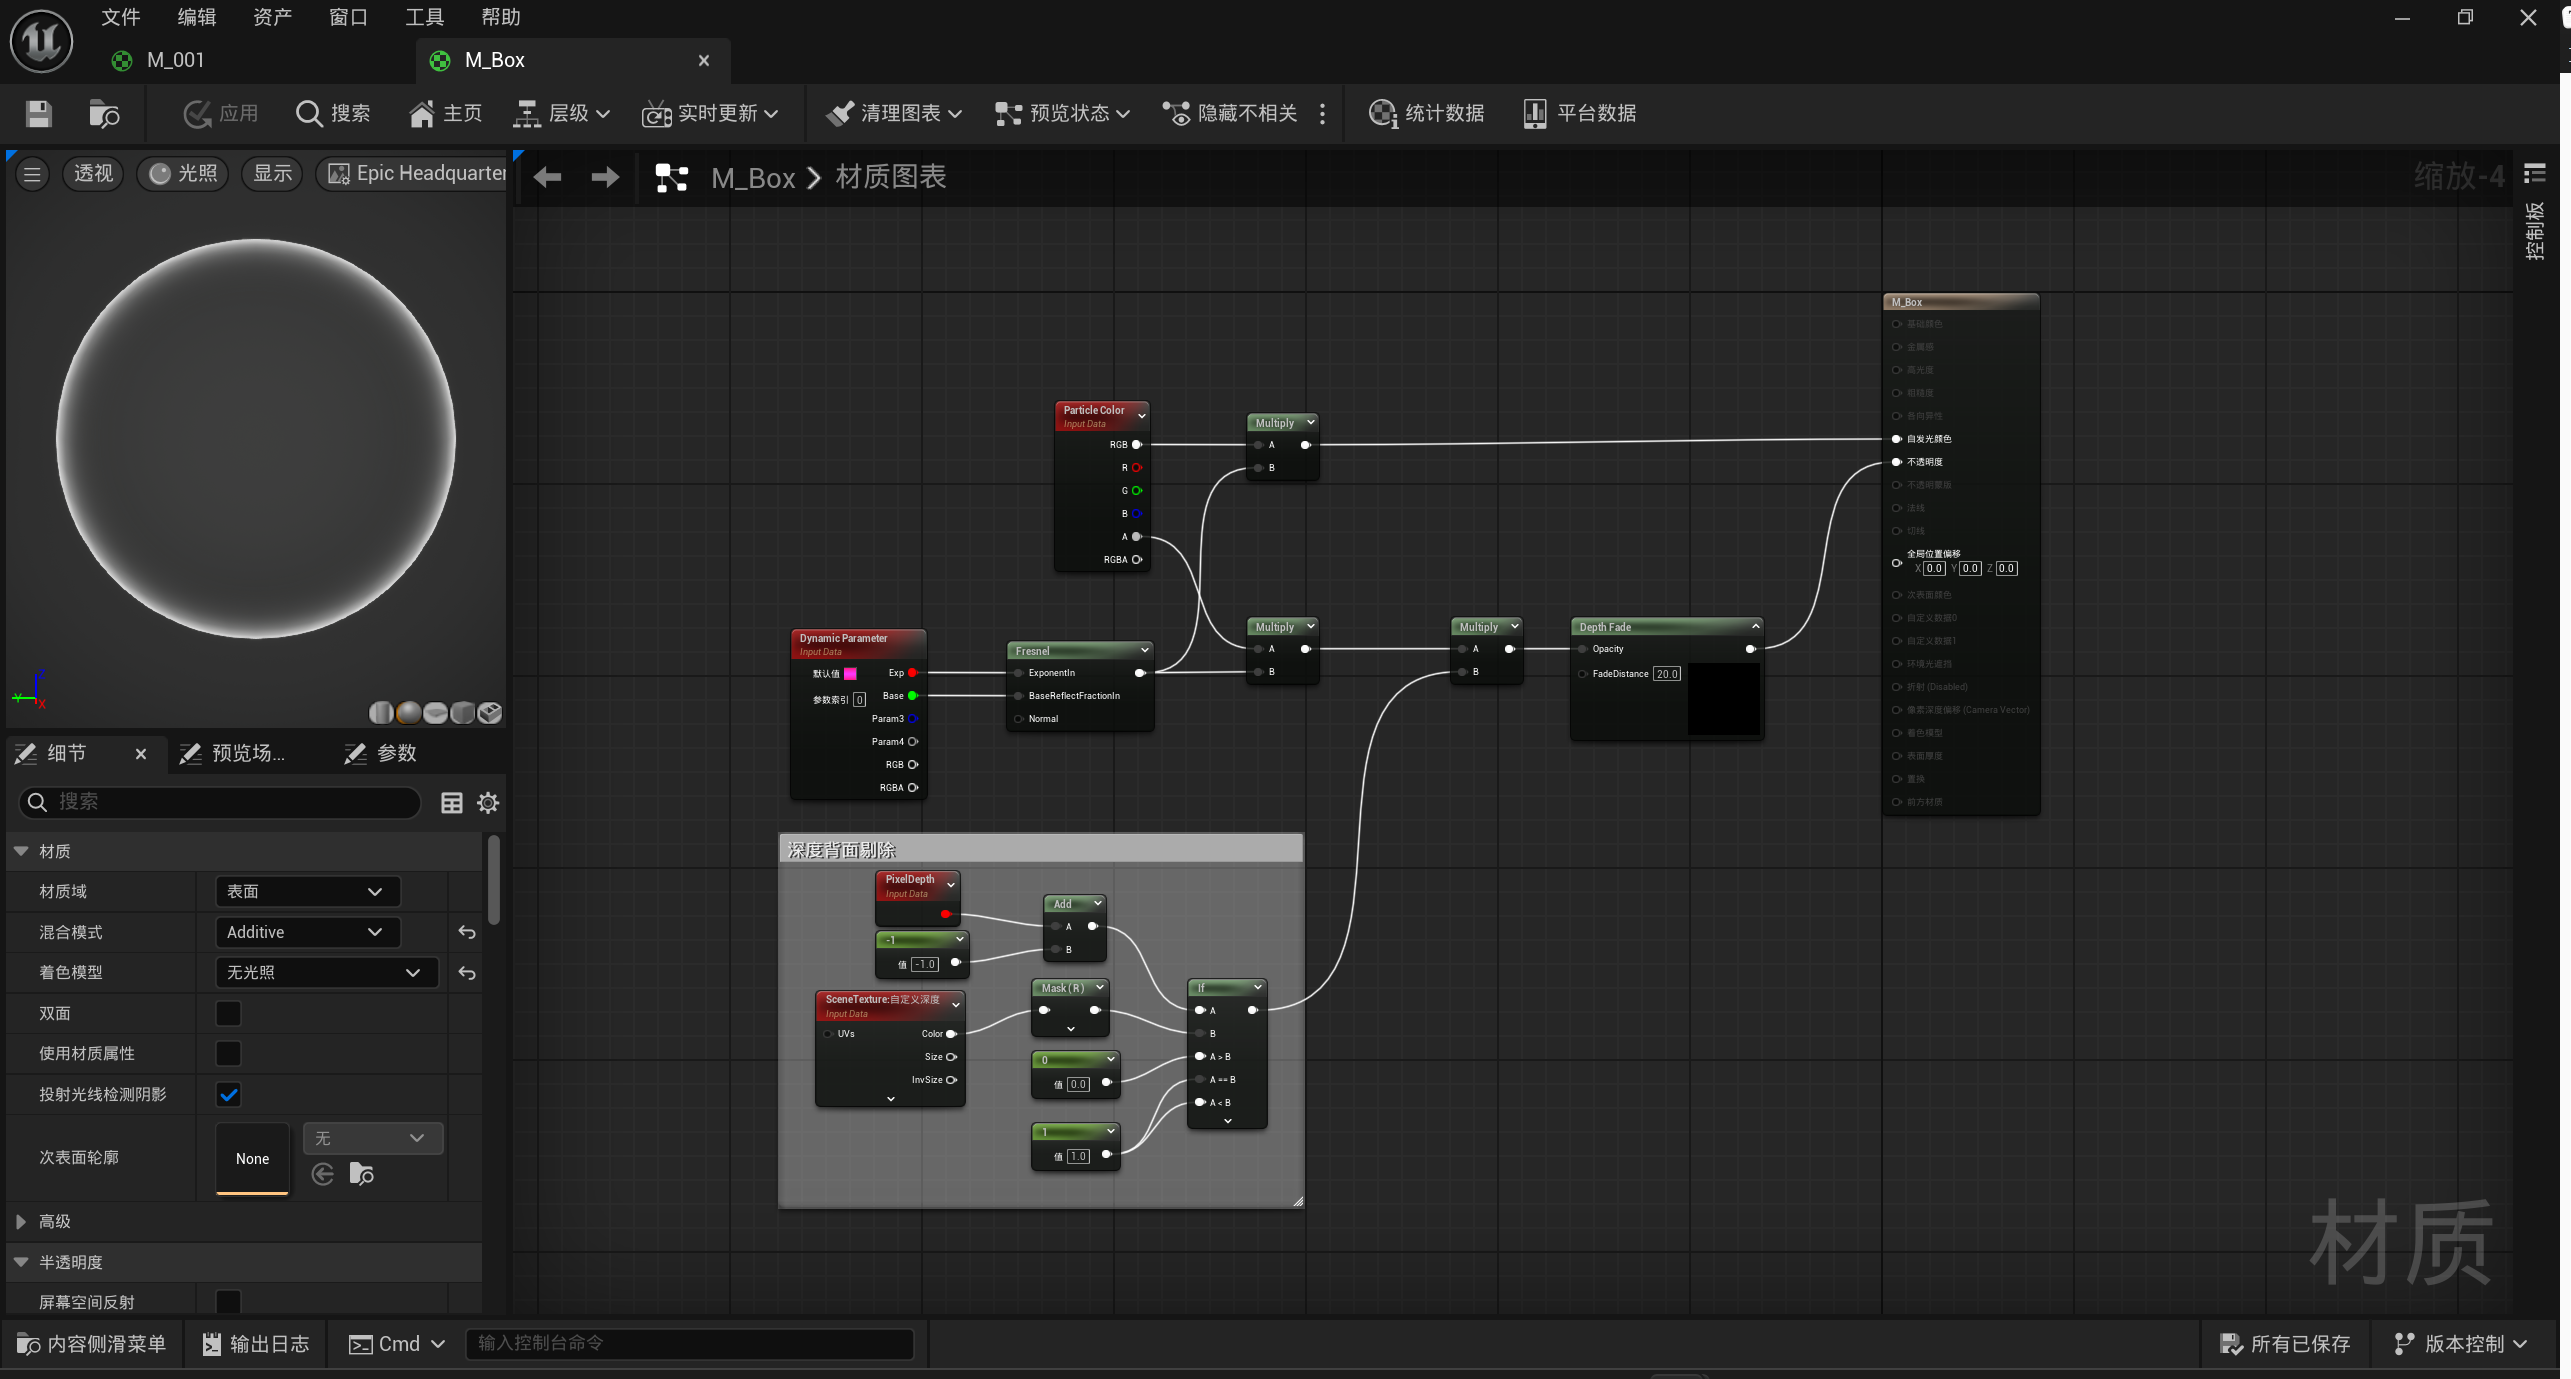 文件 编辑 资产 窗口 工具 帮助
M_001
M_Box
应用 搜索 主页 层级 实时更新 清理图表 预览状态 隐藏不相关 统计数据 平台数据
透视 光照 显示 Epic Headquarter
M_Box 材质图表
缩放-4
控制板
M_Box
基础颜色
金属感
高光度
粗糙度
各向异性
自发光颜色
不透明度
不透明蒙版
法线
切线
全局位置偏移
X 0.0 Y 0.0 Z 0.0
次表面颜色
自定义数据0
自定义数据1
环境光遮挡
折射 (Disabled)
像素深度偏移 (Camera Vector)
着色模型
表面厚度
置换
前方材质
Particle Color
Input Data
RGB
R
G
B
A
RGBA
Multiply
A
B
Dynamic Parameter
Input Data
默认值 Exp
Base
参数索引 0
Param3
Param4
RGB
RGBA
Fresnel
ExponentIn
BaseReflectFractionIn
Normal
Multiply
A
B
Multiply
A
B
Depth Fade
Opacity
FadeDistance 20.0
深度背面剔除
PixelDepth
Input Data
-1
值 -1.0
Add
A
B
SceneTexture:自定义深度
Input Data
UVs Color
Size
InvSize
Mask ( R )
0
值 0.0
1
值 1.0
If
A
B
A > B
A == B
A < B
Z
Y
X
细节 预览场... 参数
搜索
材质
材质域 表面
混合模式 Additive
着色模型 无光照
双面
使用材质属性
投射光线检测阴影
次表面轮廓 None 无
高级
半透明度
屏幕空间反射
材质
内容侧滑菜单 输出日志 Cmd 输入控制台命令 所有已保存 版本控制